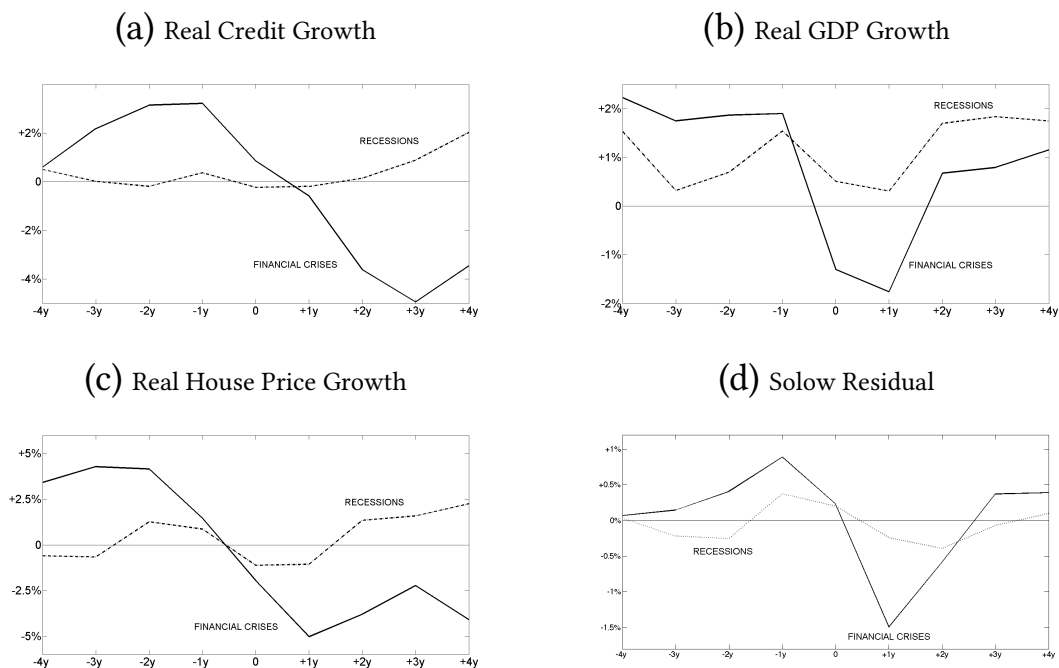 (a) Real Credit Growth
+2%
0
-2%
-4%
RECESSIONS
FINANCIAL CRISES
-4y -3y -2y -1y 0 +1y +2y +3y +4y
(b) Real GDP Growth
+2%
+1%
0
-1%
-2%
RECESSIONS
FINANCIAL CRISES
-4y -3y -2y -1y 0 +1y +2y +3y +4y
(c) Real House Price Growth
+5%
+2.5%
0
-2.5%
-5%
RECESSIONS
FINANCIAL CRISES
-4y -3y -2y -1y 0 +1y +2y +3y +4y
(d) Solow Residual
+1%
+0.5%
0%
-0.5%
-1%
-1.5%
RECESSIONS
FINANCIAL CRISES
-4y -3y -2y -1y 0 +1y +2y +3y +4y